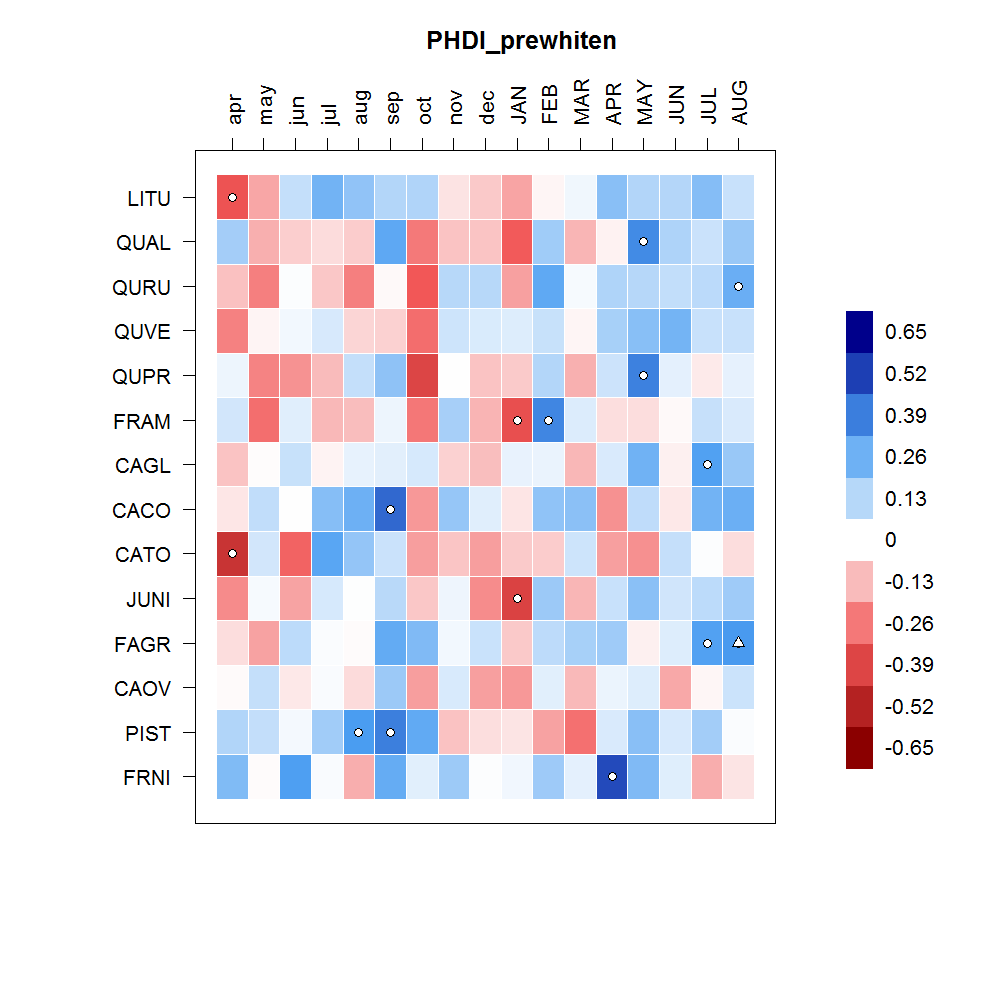 PHDI_prewhiten
apr may jun jul aug sep oct nov dec JAN FEB MAR APR MAY JUN JUL AUG
LITU
QUAL
QURU
QUVE
QUPR
FRAM
CAGL
CACO
CATO
JUNI
FAGR
CAOV
PIST
FRNI
0.65
0.52
0.39
0.26
0.13
0
-0.13
-0.26
-0.39
-0.52
-0.65